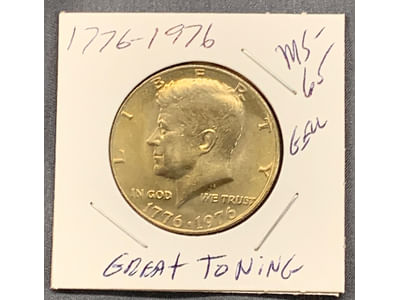 1776-1976
MS-
65
GEM
LIBERTY
IN GOD WE TRUST
1776·1976
GREAT TONING